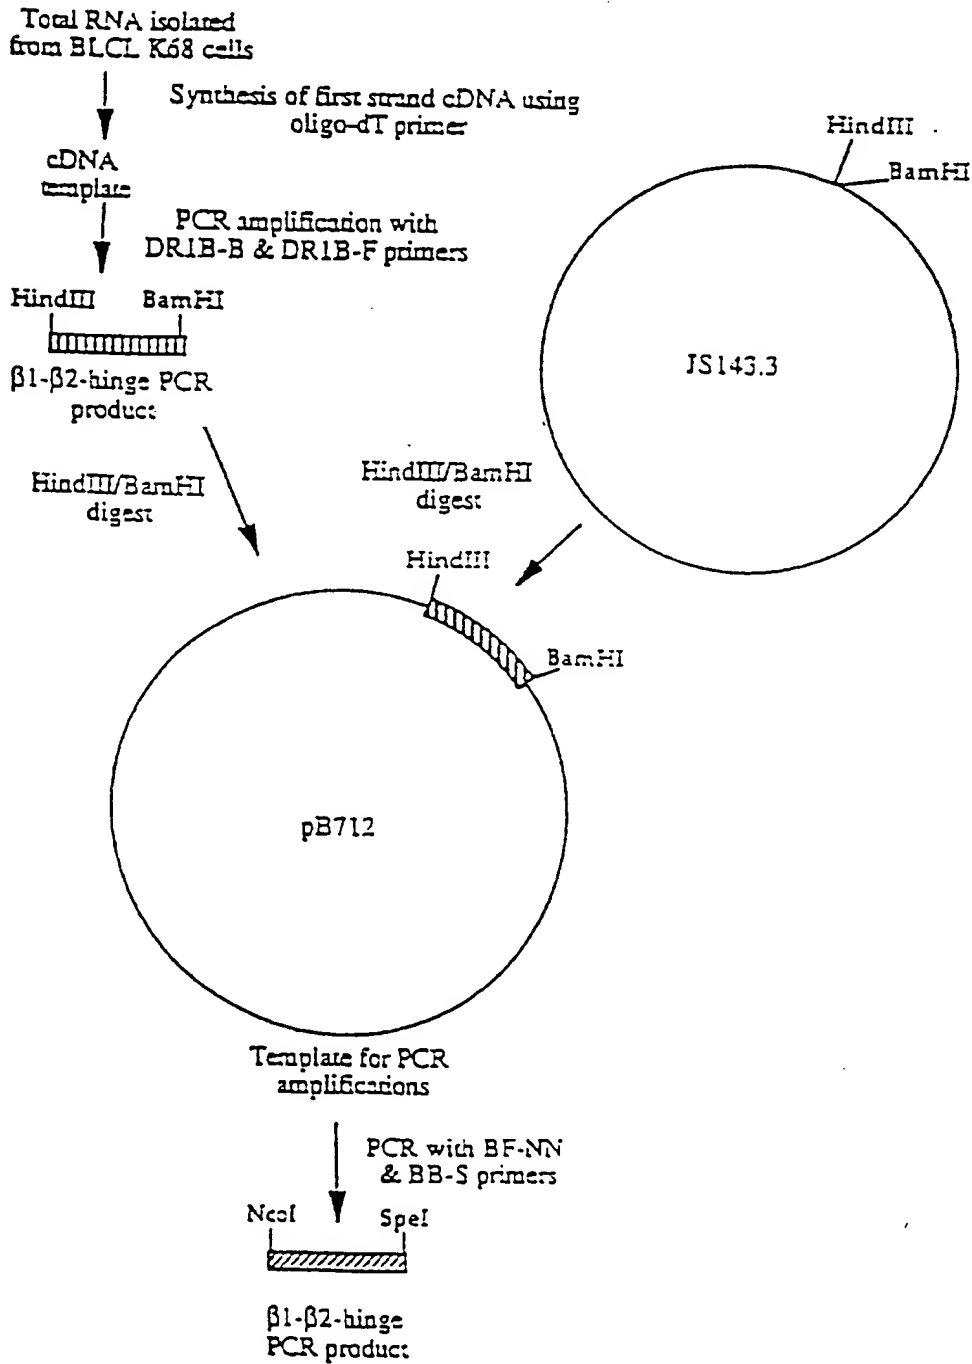 Total RNA isolated
from BLCL K68 cells
Synthesis of first strand cDNA using
oligo-dT primer
cDNA
template
PCR amplification with
DR1B-B & DR1B-F primers
HindIII BamHI
β1-β2-hinge PCR
product
HindIII/BamHI
digest
HindIII
BamHI
JS143.3
HindIII/BamHI
digest
HindIII
BamHI
pB712
Template for PCR
amplifications
PCR with BF-NN
& BB-S primers
NcoI SpeI
β1-β2-hinge
PCR product